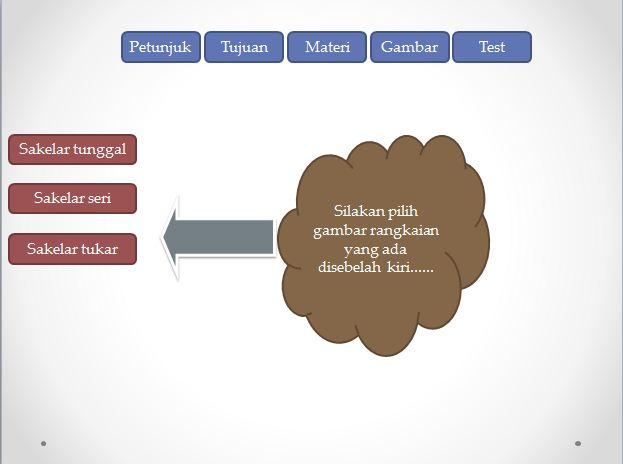 Petunjuk Tujuan Materi Gambar Test
Sakelar tunggal
Sakelar seri
Sakelar tukar
Silakan pilih
gambar rangkaian
yang ada
disebelah kiri......